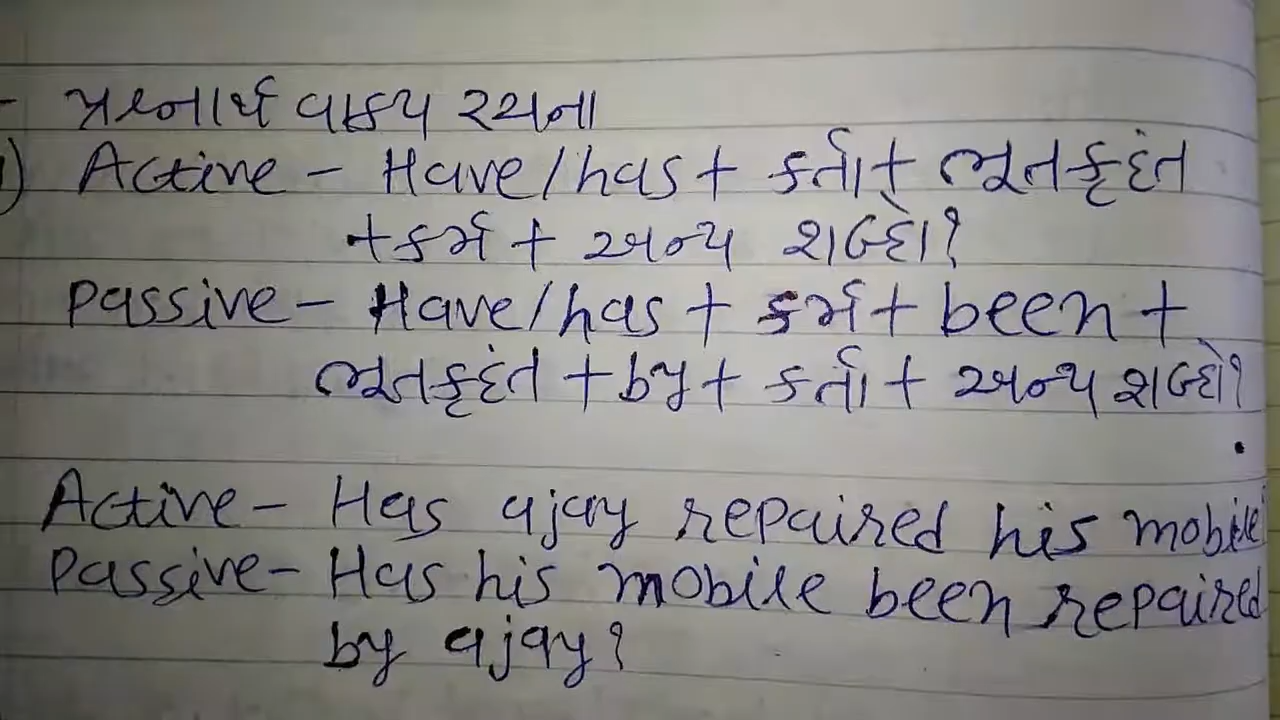 - પ્રશ્નાર્થ વાક્ય રચના
1) Active - Have/has + કર્તા + ભૂતકૃદંત
+ કર્મ + અન્ય શબ્દો?
Passive - Have/has + કર્મ + been +
ભૂતકૃદંત + by + કર્તા + અન્ય શબ્દો?
Active - Has ajay repaired his mobile
Passive - Has his mobile been repaired
by ajay?